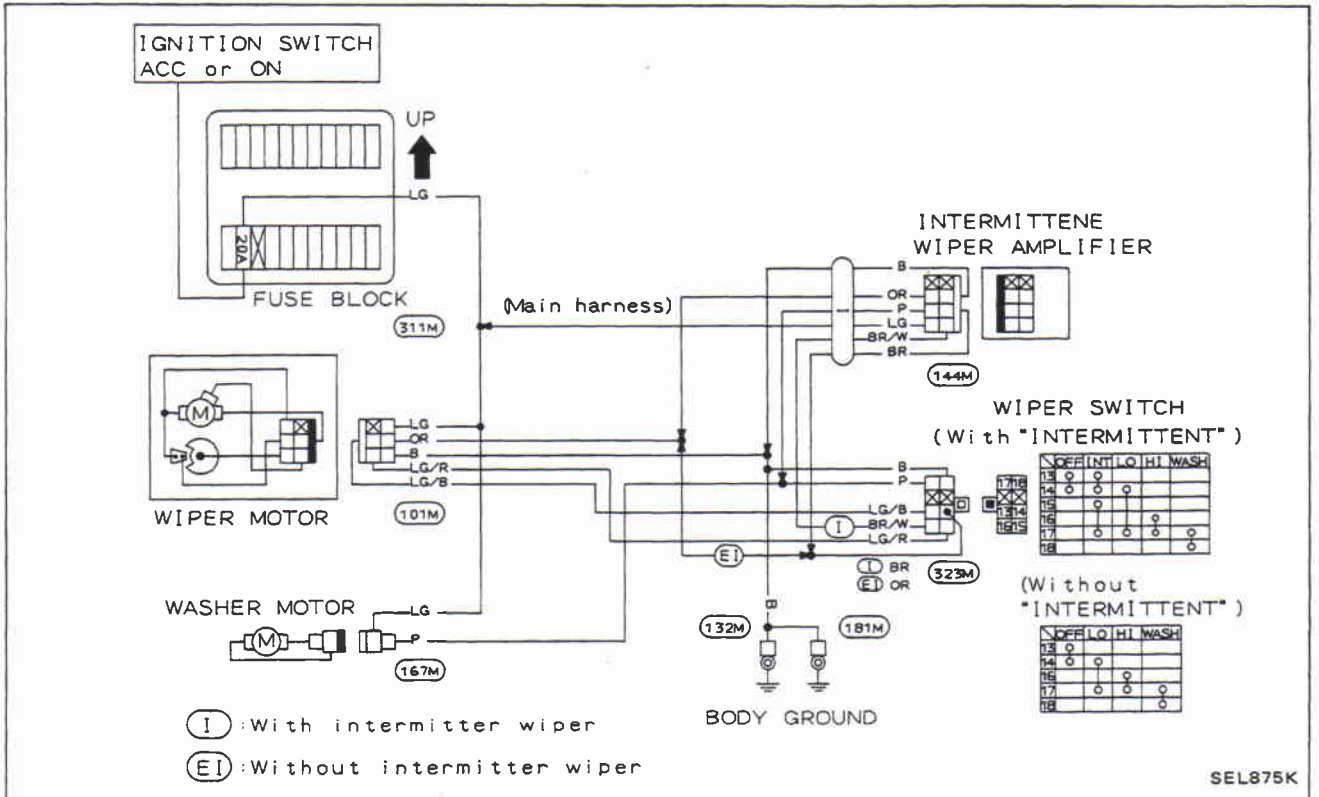 IGNITION SWITCH
ACC or ON
UP
LG
20A
FUSE BLOCK
311M
(Main harness)
INTERMITTENE
WIPER AMPLIFIER
B
OR
P
LG
BR/W
BR
144M
M
WIPER MOTOR
LG
OR
B
LG/R
LG/B
101M
WIPER SWITCH
(With "INTERMITTENT")
B
P
LG/B
BR/W
LG/R
I
EI
I BR
EI OR
323M
1718
1314
1615
OFF INT LO HI WASH
13
14
15
16
17
18
(Without
"INTERMITTENT")
OFF LO HI WASH
13
14
16
17
18
WASHER MOTOR
M
LG
P
167M
B
132M
181M
BODY GROUND
I :With intermitter wiper
EI :Without intermitter wiper
SEL875K